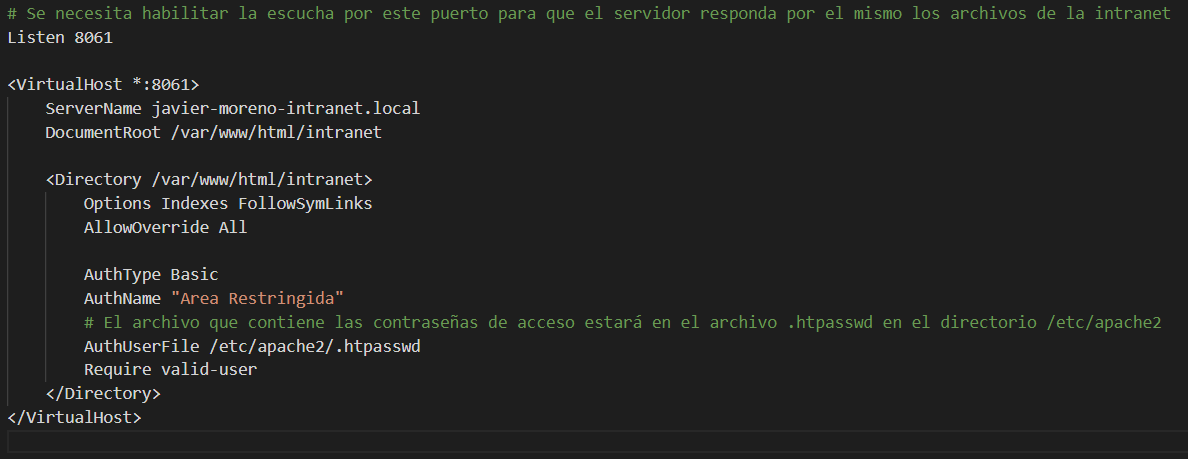 # Se necesita habilitar la escucha por este puerto para que el servidor responda por el mismo los archivos de la intranet
Listen 8061
<VirtualHost *:8061>
ServerName javier-moreno-intranet.local
DocumentRoot /var/www/html/intranet
<Directory /var/www/html/intranet>
Options Indexes FollowSymLinks
AllowOverride All
AuthType Basic
AuthName "Area Restringida"
# El archivo que contiene las contraseñas de acceso estará en el archivo .htpasswd en el directorio /etc/apache2
AuthUserFile /etc/apache2/.htpasswd
Require valid-user
</Directory>
</VirtualHost>